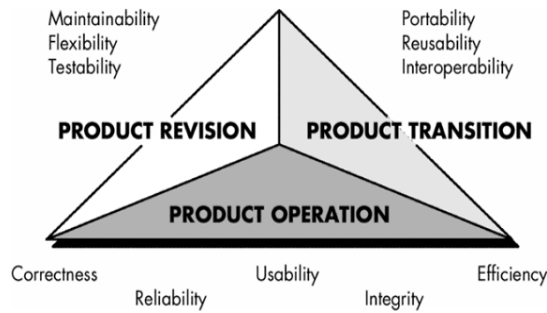 Maintainability
Flexibility
Testability
Portability
Reusability
Interoperability
PRODUCT REVISION
PRODUCT TRANSITION
PRODUCT OPERATION
Correctness
Usability
Efficiency
Reliability
Integrity